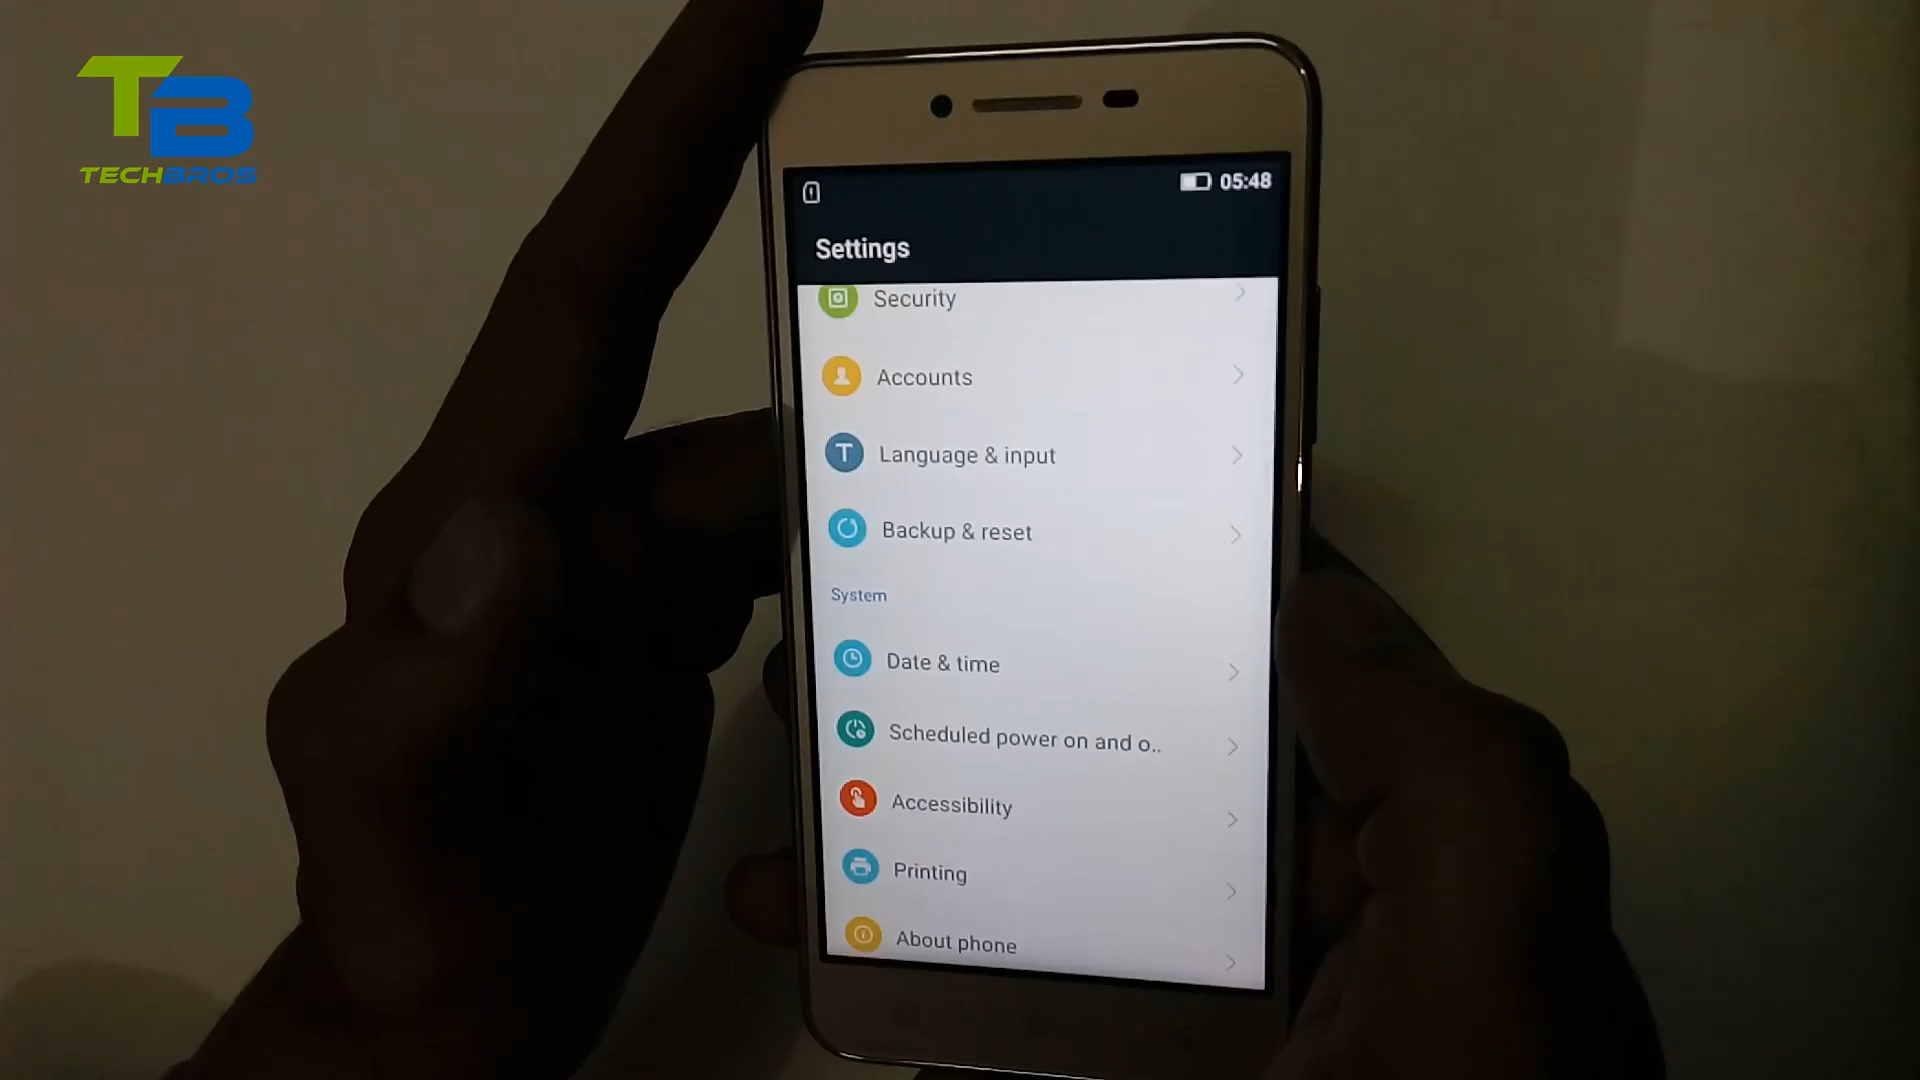 TB
TECHBROS
05:48
Settings
Security
Accounts
T
Language & input
Backup & reset
System
Date & time
Scheduled power on and o..
Accessibility
Printing
About phone